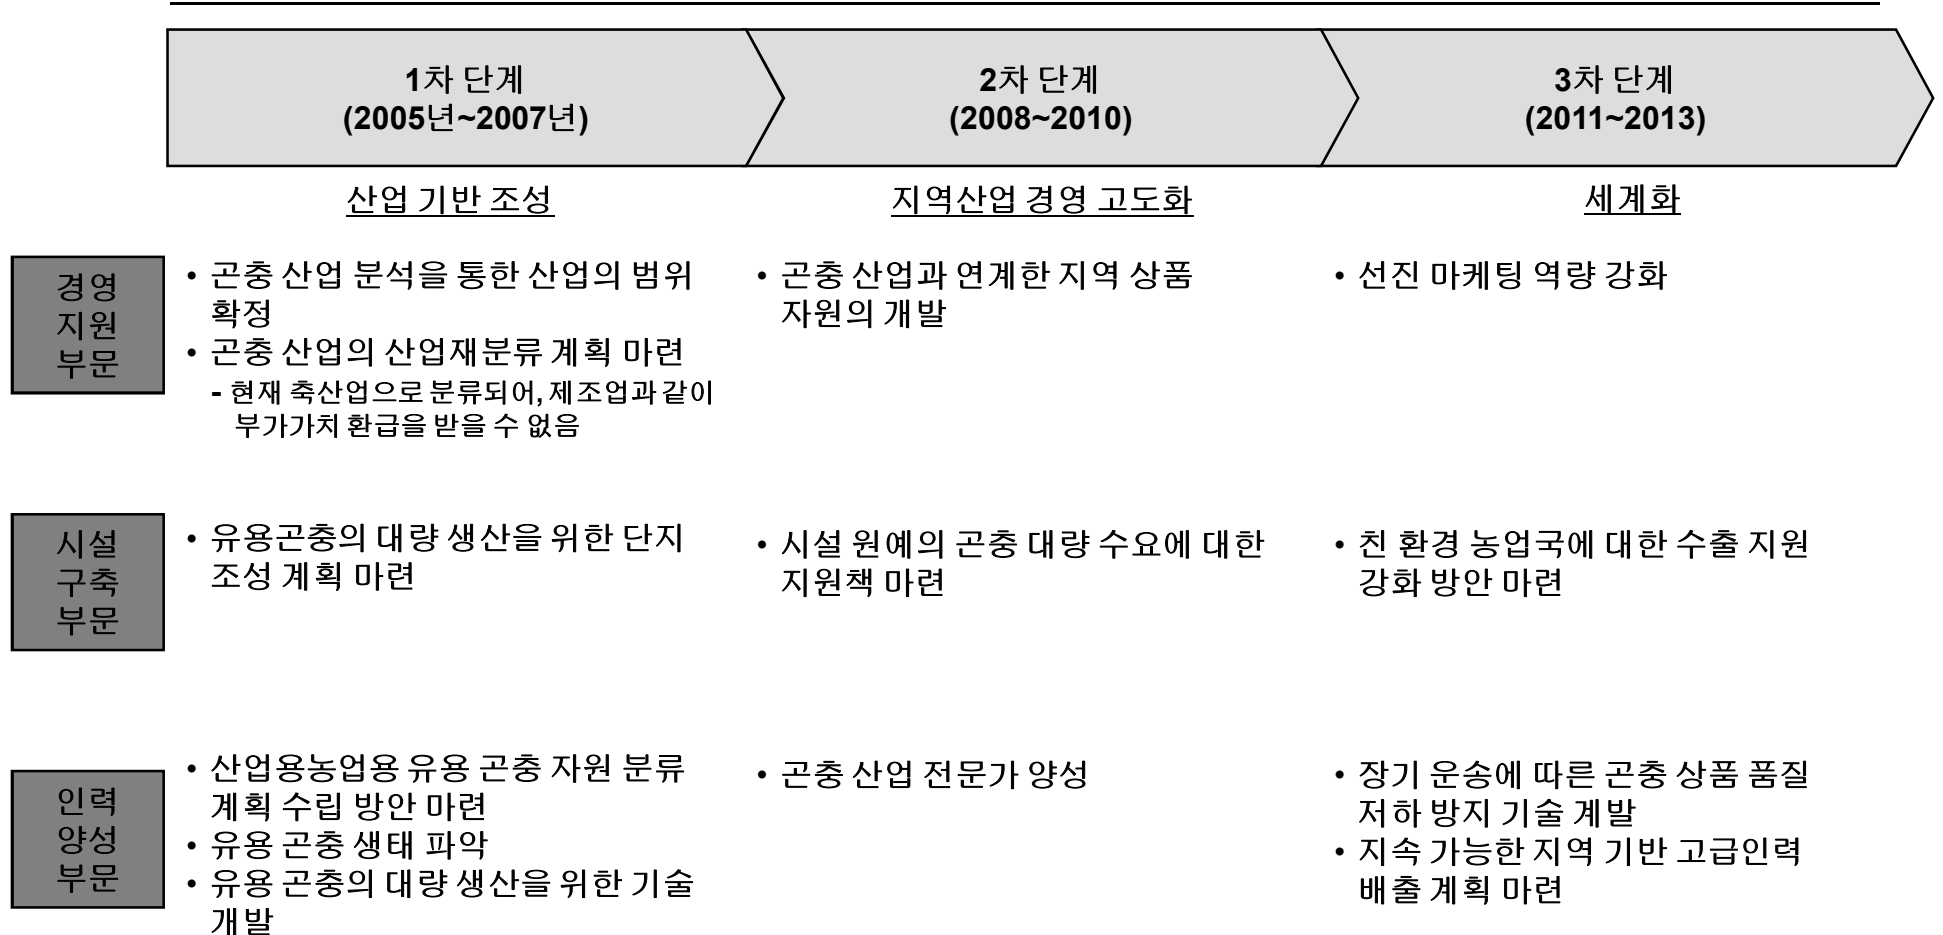 1차 단계
(2005년~2007년)
2차 단계
(2008~2010)
3차 단계
(2011~2013)
산업 기반 조성
지역산업 경영 고도화
세계화
경영
지원
부문
• 곤충 산업 분석을 통한 산업의 범위
확정
• 곤충 산업의 산업재분류 계획 마련
- 현재 축산업으로 분류되어, 제조업과 같이
부가가치 환급을 받을 수 없음
• 곤충 산업과 연계한 지역 상품
자원의 개발
• 선진 마케팅 역량 강화
시설
구축
부문
• 유용곤충의 대량 생산을 위한 단지
조성 계획 마련
• 시설 원예의 곤충 대량 수요에 대한
지원책 마련
• 친 환경 농업국에 대한 수출 지원
강화 방안 마련
인력
양성
부문
• 산업용농업용 유용 곤충 자원 분류
계획 수립 방안 마련
• 유용 곤충 생태 파악
• 유용 곤충의 대량 생산을 위한 기술
개발
• 곤충 산업 전문가 양성
• 장기 운송에 따른 곤충 상품 품질
저하 방지 기술 계발
• 지속 가능한 지역 기반 고급인력
배출 계획 마련